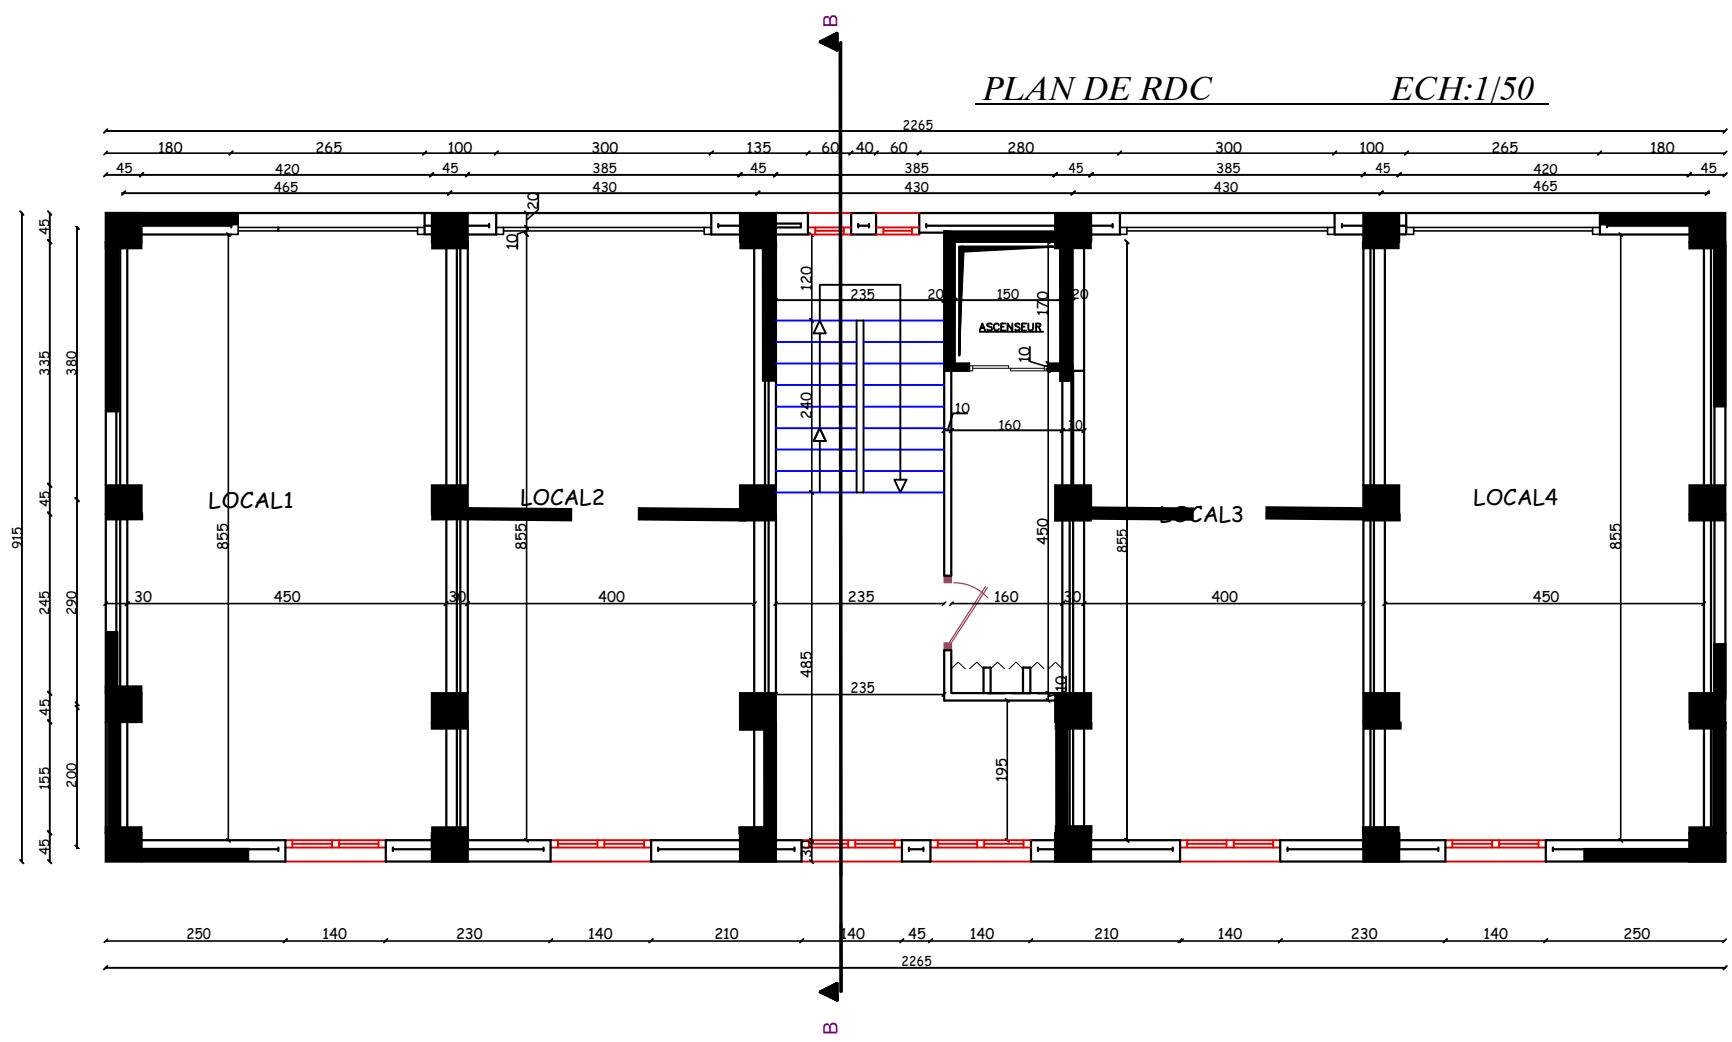 B
PLAN DE RDC ECH:1/50
2265
180 265 100 300 135 60 40 60 280 300 100 265 180
45 420 45 385 45 385 45 385 45 420 45
465 430 430 430 465
20
10
45
335
45
245
45
155
45
380
290
200
915
120
235 20 150 20
170
ASCENSEUR
10
240
10
160 30
LOCAL1
LOCAL2
LOCAL3
LOCAL4
855
855
450
855
855
30 450 30 400 235 160 30 400 450
485
235
10
195
30
250 140 230 140 210 140 45 140 210 140 230 140 250
2265
B